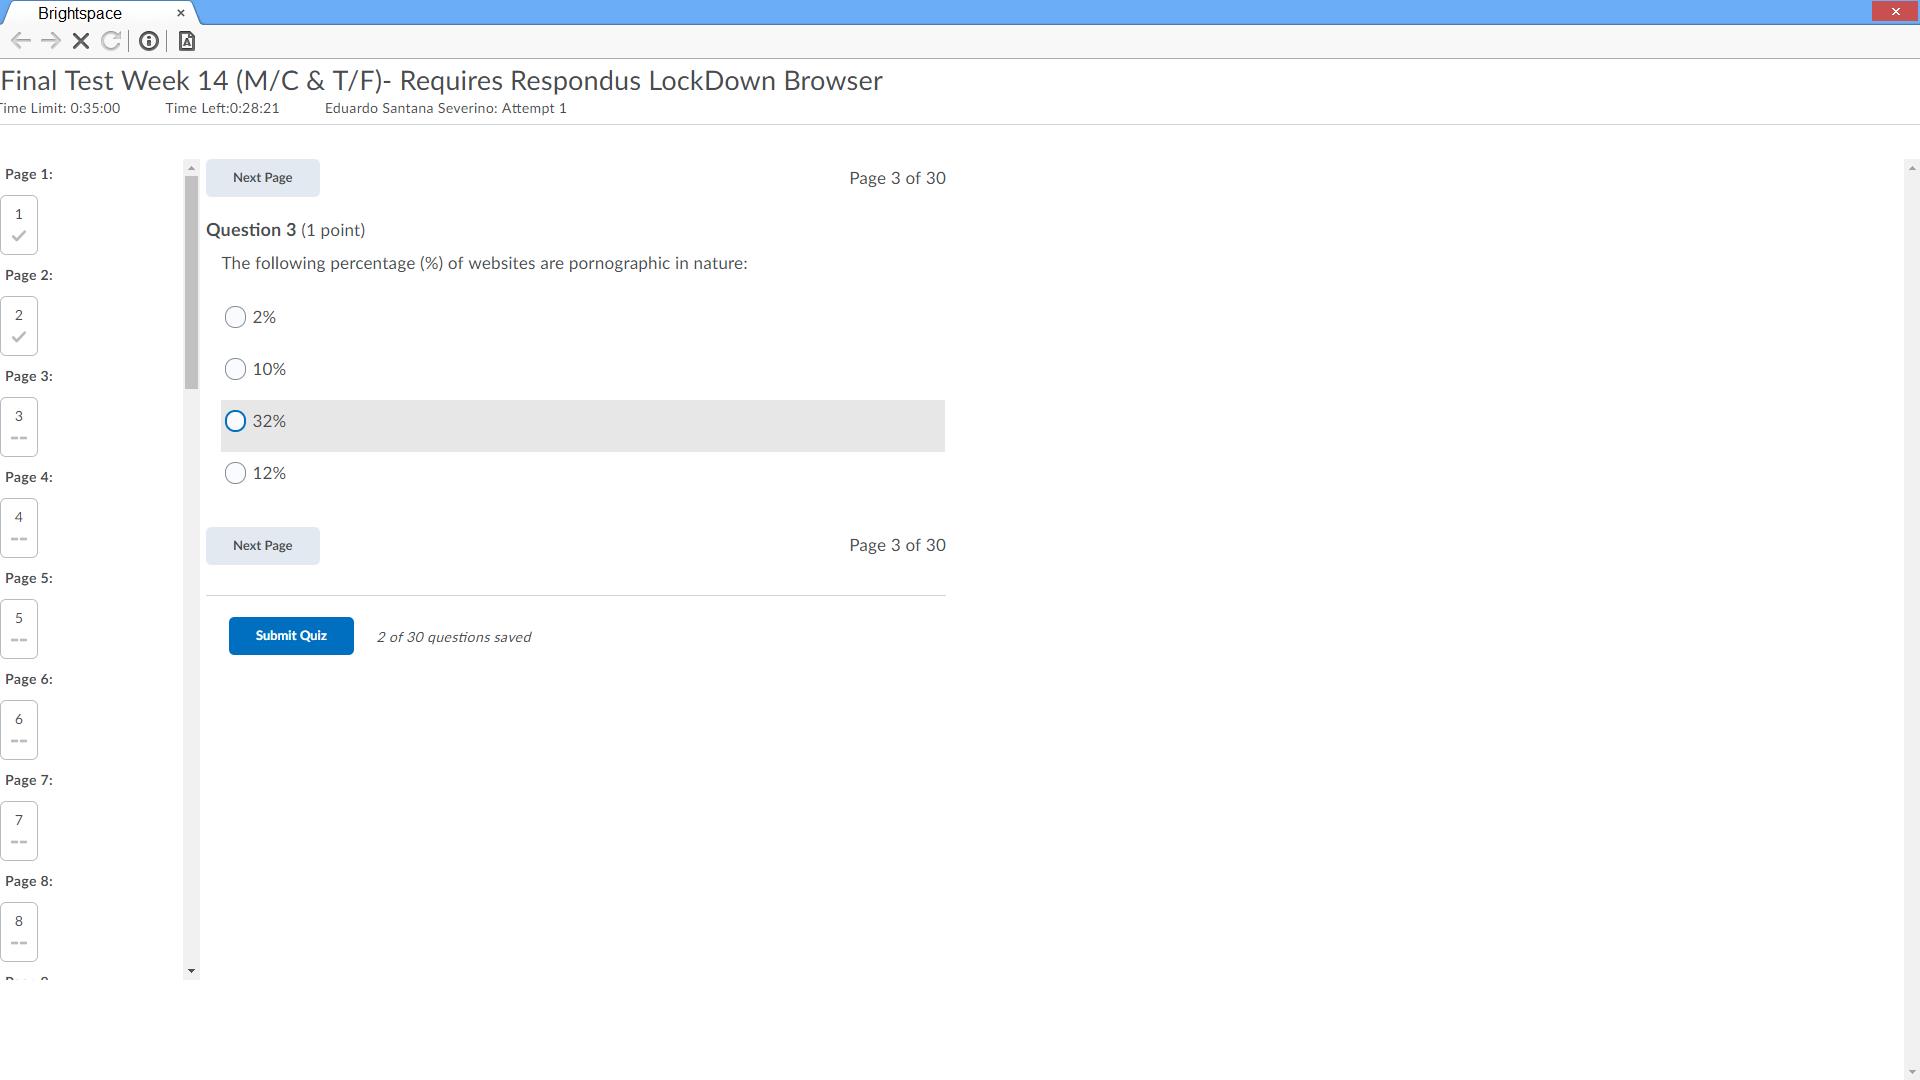 Brightspace
Final Test Week 14 (M/C & T/F)- Requires Respondus LockDown Browser
Time Limit: 0:35:00 Time Left:0:28:21 Eduardo Santana Severino: Attempt 1
Page 1:
1
Page 2:
2
Page 3:
3
--
Page 4:
4
--
Page 5:
5
--
Page 6:
6
--
Page 7:
7
--
Page 8:
8
--
Next Page
Page 3 of 30
Question 3 (1 point)
The following percentage (%) of websites are pornographic in nature:
2%
10%
32%
12%
Next Page
Page 3 of 30
Submit Quiz
2 of 30 questions saved